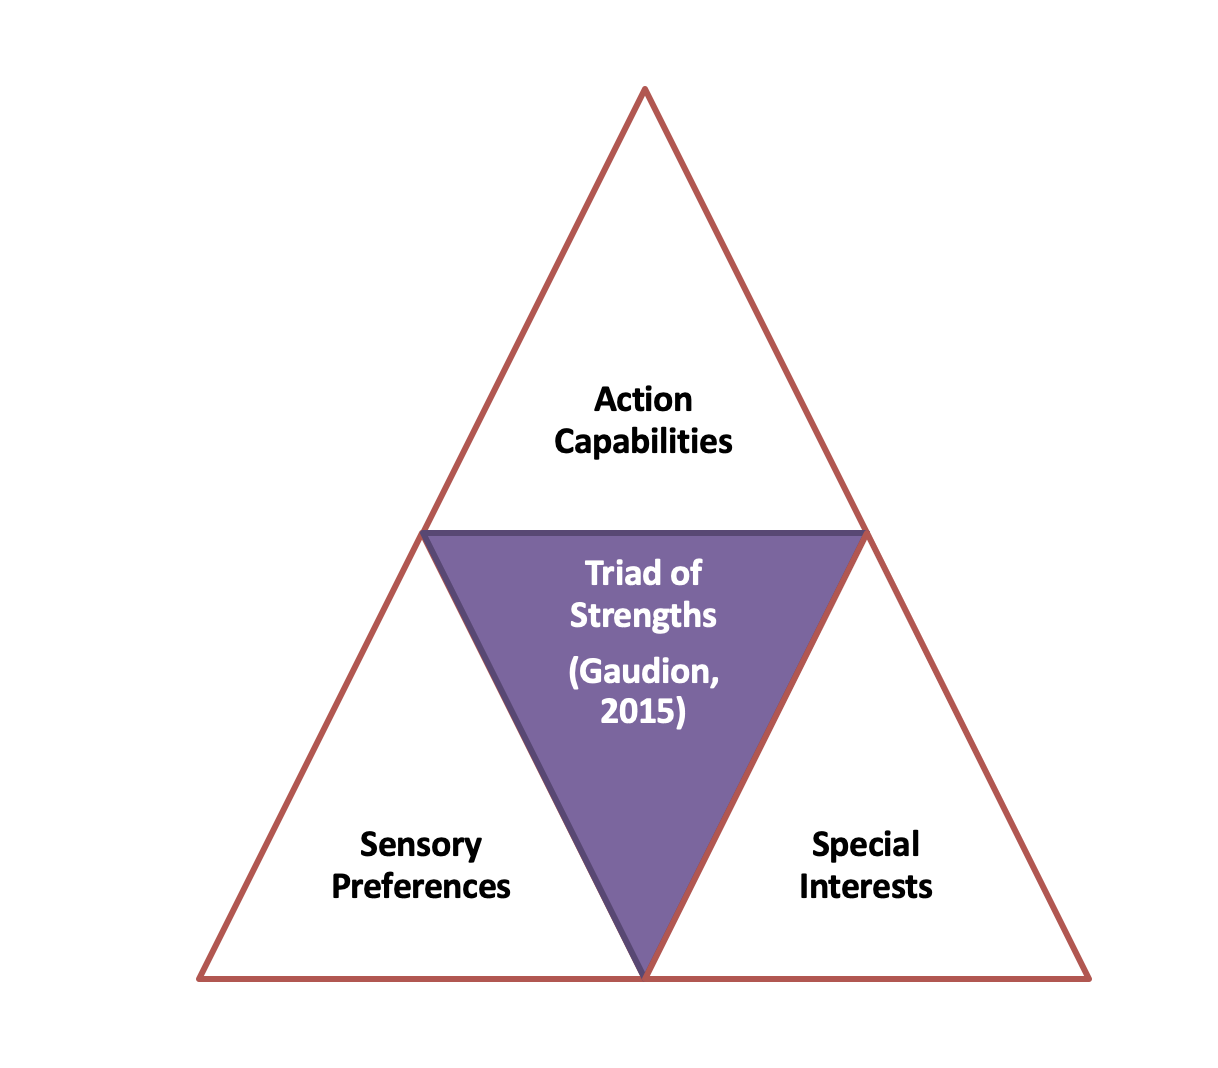 Action
Capabilities
Triad of
Strengths
(Gaudion,
2015)
Sensory
Preferences
Special
Interests